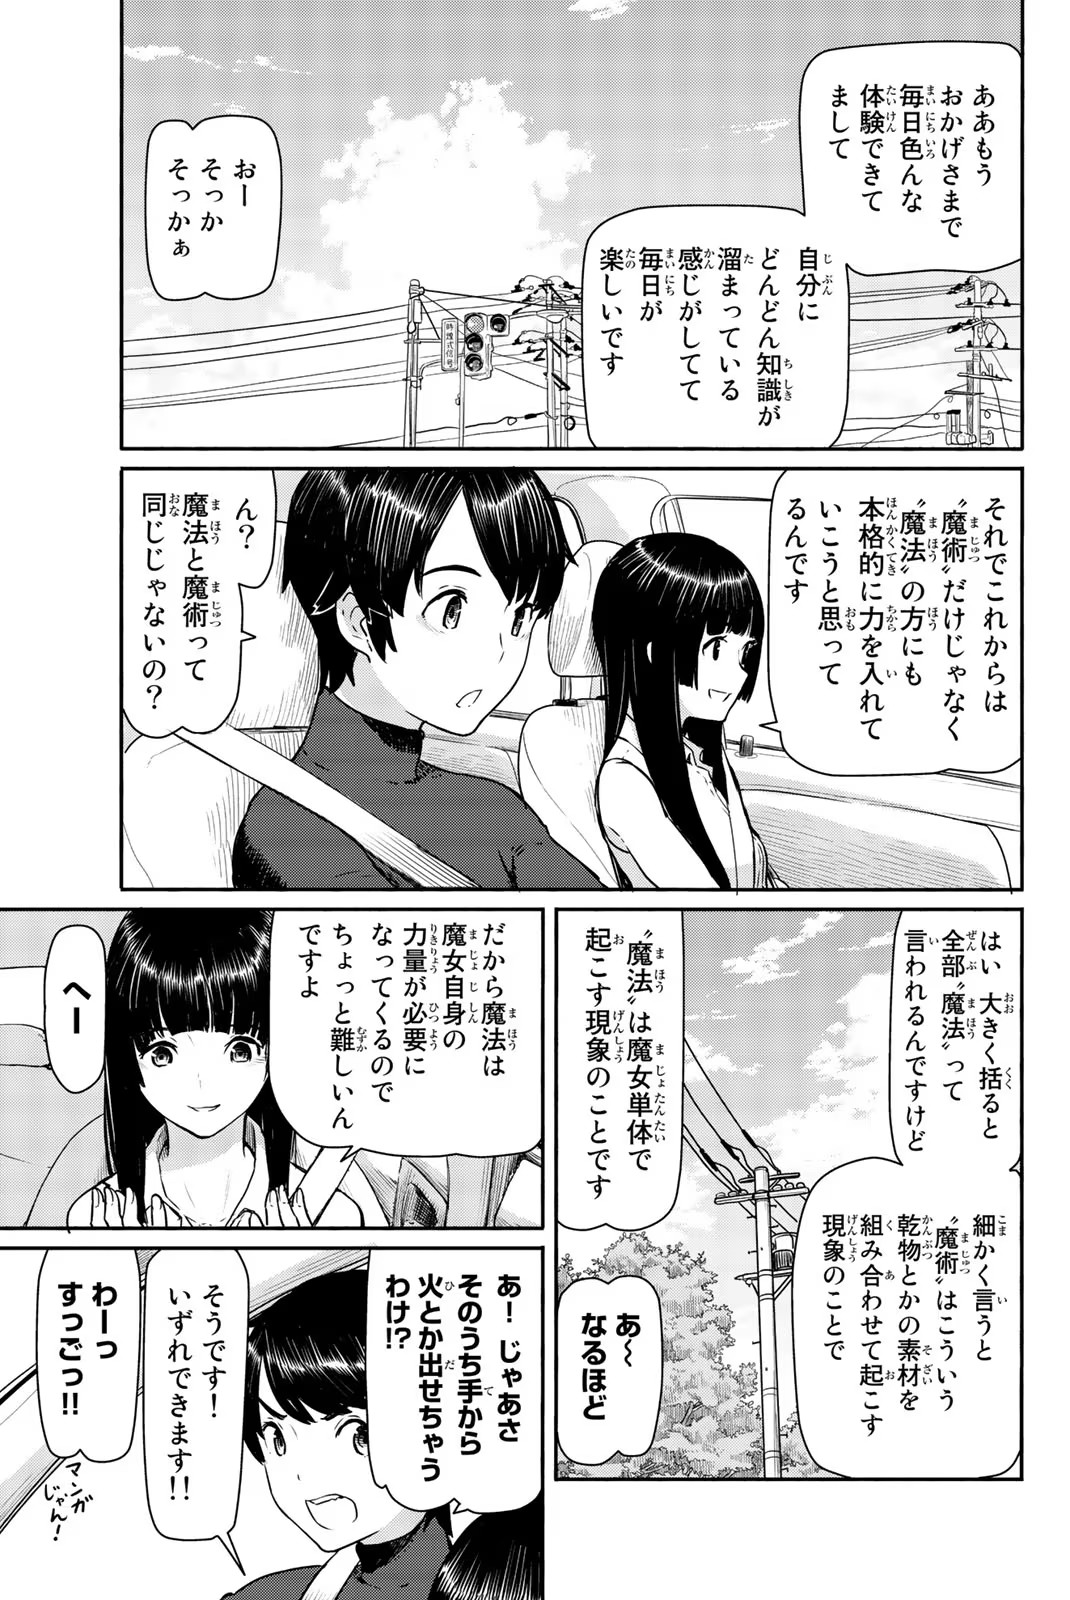 ああもう
おかげさまで
毎日色んな
体験できて
まして
自分に
どんどん知識が
溜まっている
感じがしてて
毎日が
楽しいです
おー
そっか
そっかぁ
時差式信号
それでこれからは
〝魔術〟だけじゃなく
〝魔法〟の方にも
本格的に力を入れて
いこうと思って
るんです
ん？
魔法と魔術って
同じじゃないの？
はい 大きく括ると
全部〝魔法〟って
言われるんですけど
細かく言うと
〝魔術〟はこういう
乾物とかの素材を
組み合わせて起こす
現象のことで
〝魔法〟は魔女単体で
起こす現象のことです
あ〜
なるほど
だから魔法は
魔女自身の
力量が必要に
なってくるので
ちょっと難しいん
ですよ
へー
あ！じゃあさ
そのうち手から
火とか出せちゃう
わけ!?
そうです！
いずれできます!!
わーっ
すっごっ!!
マンガ
じゃん！